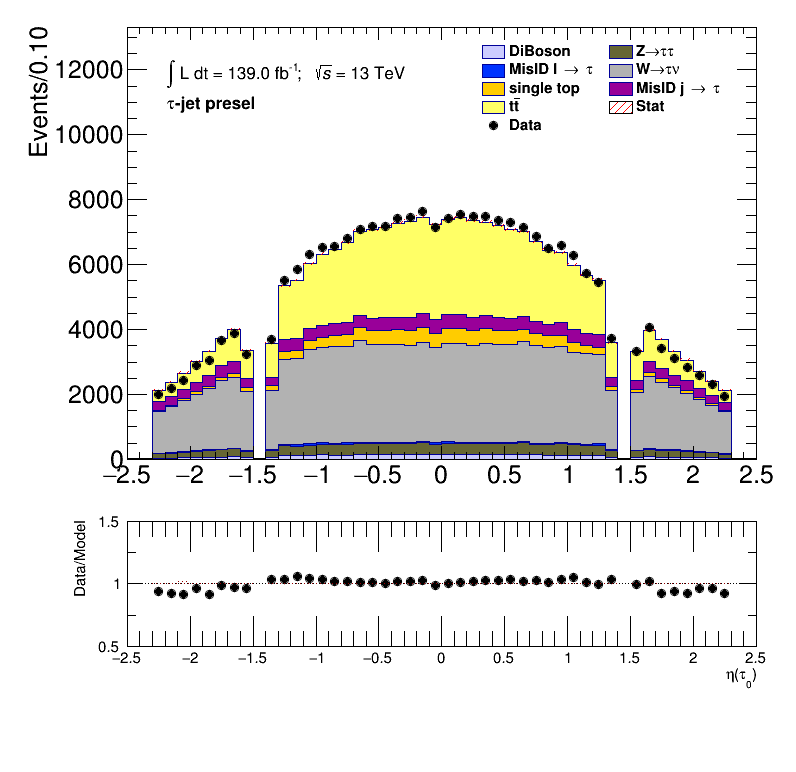 Events/0.10
12000
10000
8000
6000
4000
2000
0
∫ L dt = 139.0 fb⁻¹; √s = 13 TeV
τ-jet presel
DiBoson
MisID l → τ
single top
tt̄
Data
Z→ττ
W→τν
MisID j → τ
Stat
−2.5 −2 −1.5 −1 −0.5 0 0.5 1 1.5 2 2.5
Data/Model
1.5
1
0.5
−2.5 −2 −1.5 −1 −0.5 0 0.5 1 1.5 2 2.5
η(τ₀)